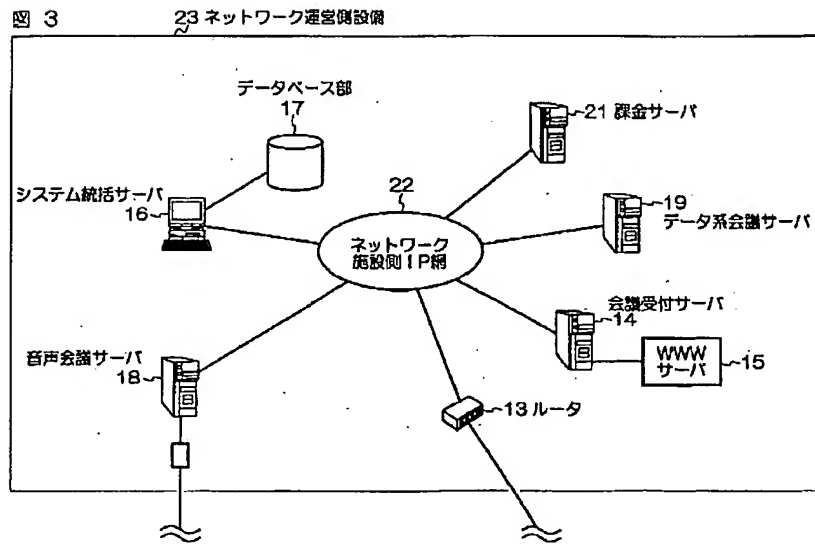 図 3
23 ネットワーク運営側設備
データベース部
17
21 課金サーバ
システム統括サーバ
16
22
ネットワーク
施設側IP網
19
データ系会議サーバ
会議受付サーバ
14
WWW
サーバ
15
音声会議サーバ
18
13 ルータ